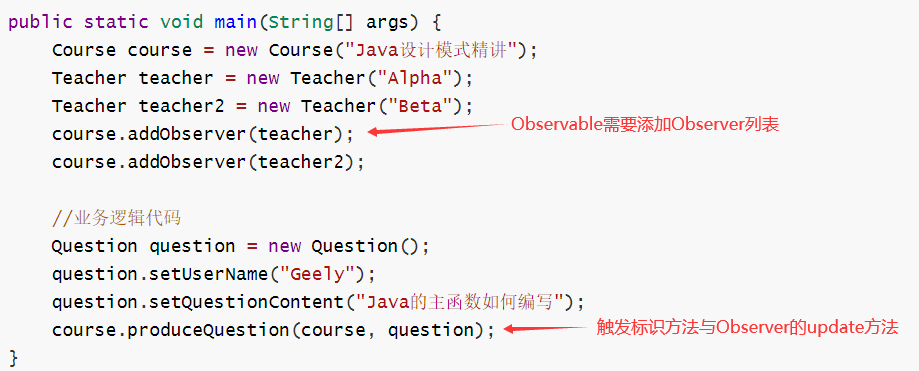 public static void main(String[] args) {
    Course course = new Course("Java设计模式精讲");
    Teacher teacher = new Teacher("Alpha");
    Teacher teacher2 = new Teacher("Beta");
    course.addObserver(teacher);
Observable需要添加Observer列表
    course.addObserver(teacher2);
    //业务逻辑代码
    Question question = new Question();
    question.setUserName("Geely");
    question.setQuestionContent("Java的主函数如何编写");
    course.produceQuestion(course, question);
触发标识方法与Observer的update方法
}